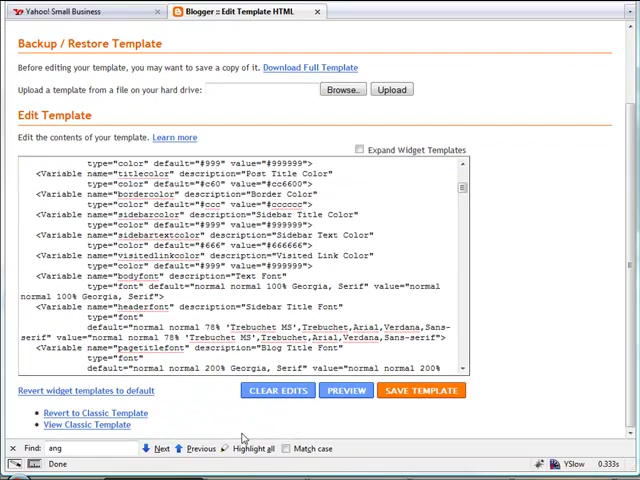 Yahoo! Small Business
Blogger :: Edit Template HTML
Backup / Restore Template
Before editing your template, you may want to save a copy of it. Download Full Template
Upload a template from a file on your hard drive: Browse.. Upload
Edit Template
Edit the contents of your template. Learn more
Expand Widget Templates
type="color" default="#999" value="#999999">
<Variable name="titlecolor" description="Post Title Color"
type="color" default="#c60" value="#cc6600">
<Variable name="bordercolor" description="Border Color"
type="color" default="#ccc" value="#cccccc">
<Variable name="sidebarcolor" description="Sidebar Title Color"
type="color" default="#999" value="#999999">
<Variable name="sidebartextcolor" description="Sidebar Text Color"
type="color" default="#666" value="#666666">
<Variable name="visitedlinkcolor" description="Visited Link Color"
type="color" default="#999" value="#999999">
<Variable name="bodyfont" description="Text Font"
type="font" default="normal normal 100% Georgia, Serif" value="normal
normal 100% Georgia, Serif">
<Variable name="headerfont" description="Sidebar Title Font"
type="font"
default="normal normal 78% 'Trebuchet MS',Trebuchet,Arial,Verdana,Sans-
serif" value="normal normal 78% 'Trebuchet MS',Trebuchet,Arial,Verdana,Sans-serif">
<Variable name="pagetitlefont" description="Blog Title Font"
type="font"
default="normal normal 200% Georgia, Serif" value="normal normal 200%
Revert widget templates to default CLEAR EDITS PREVIEW SAVE TEMPLATE
Revert to Classic Template
View Classic Template
Find: ang Next Previous Highlight all Match case
Done YSlow 0.333s